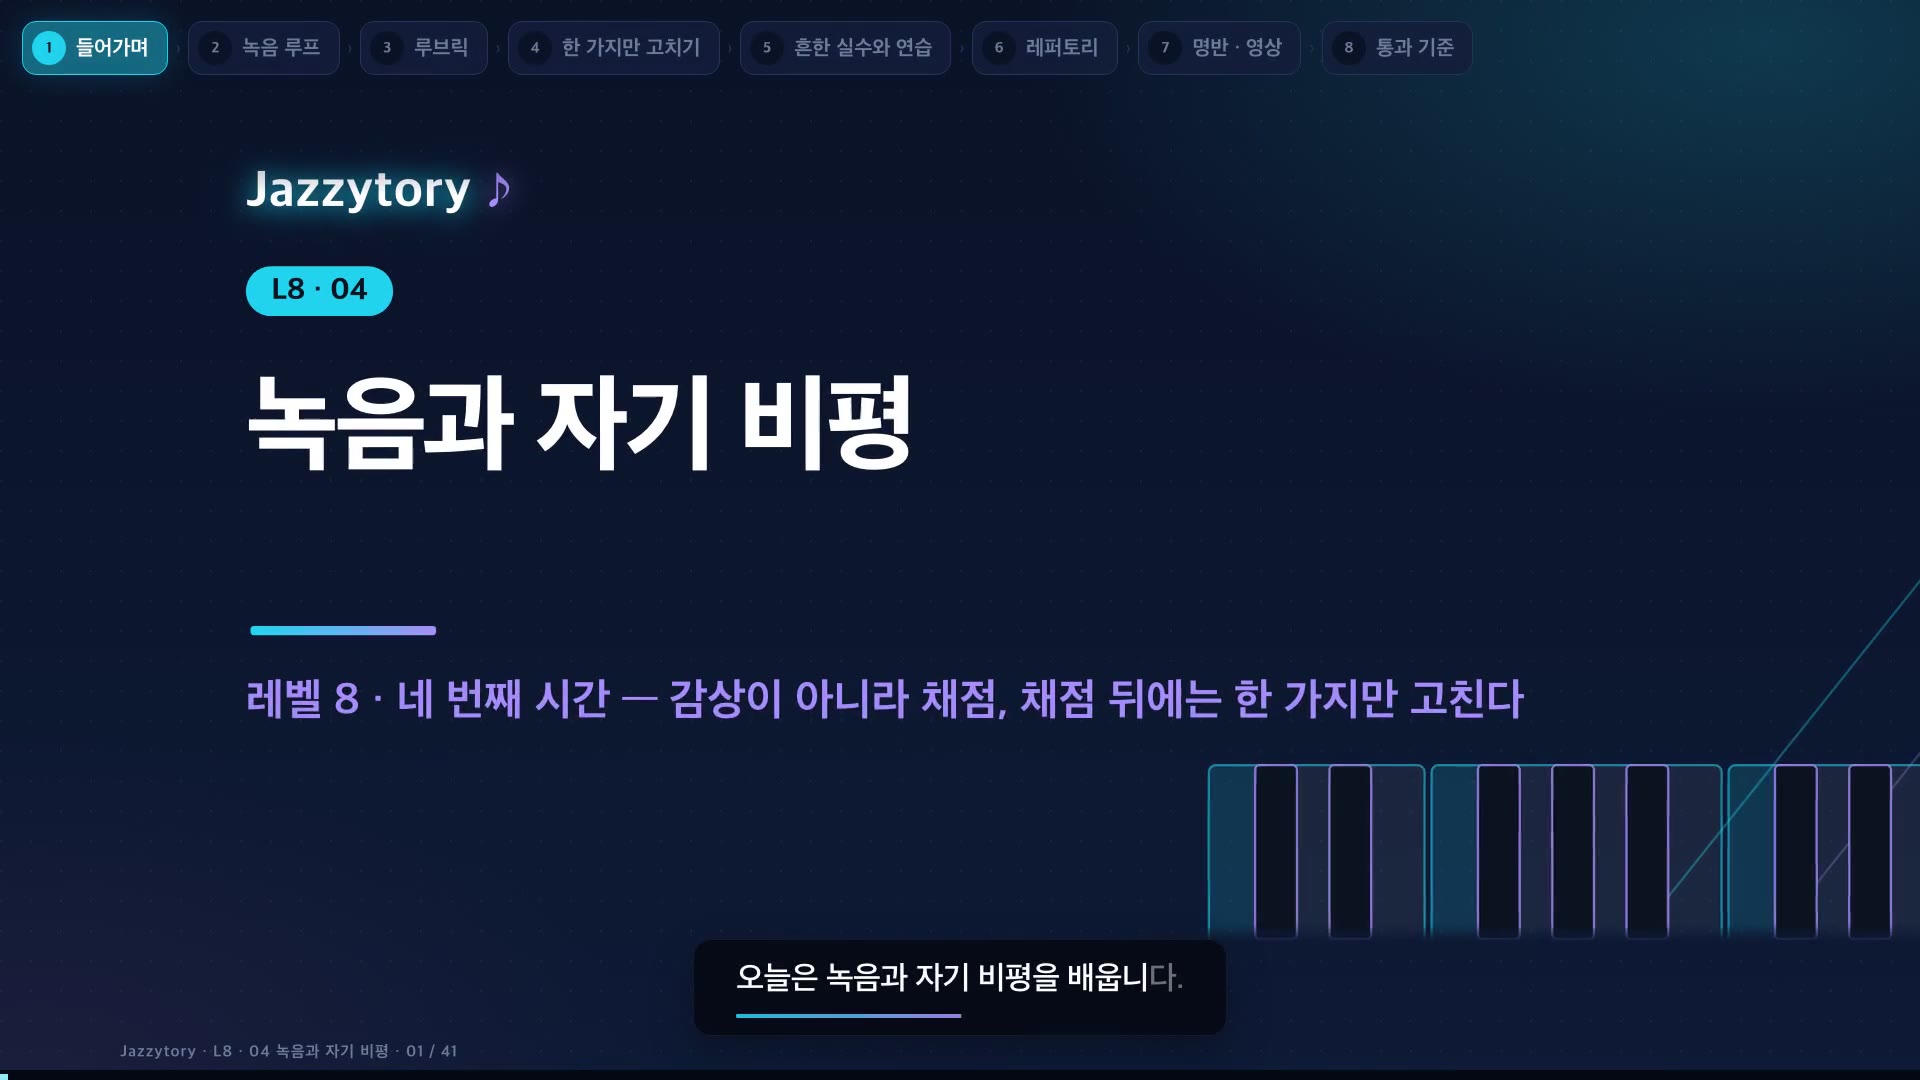 1 들어가며 › 2 녹음 루프 › 3 루브릭 › 4 한 가지만 고치기 › 5 흔한 실수와 연습 › 6 레퍼토리 › 7 명반 · 영상 › 8 통과 기준
Jazzytory ♪
L8 · 04
녹음과 자기 비평
레벨 8 · 네 번째 시간 — 감상이 아니라 채점, 채점 뒤에는 한 가지만 고친다
오늘은 녹음과 자기 비평을 배웁니다.
Jazzytory · L8 · 04 녹음과 자기 비평 · 01 / 41